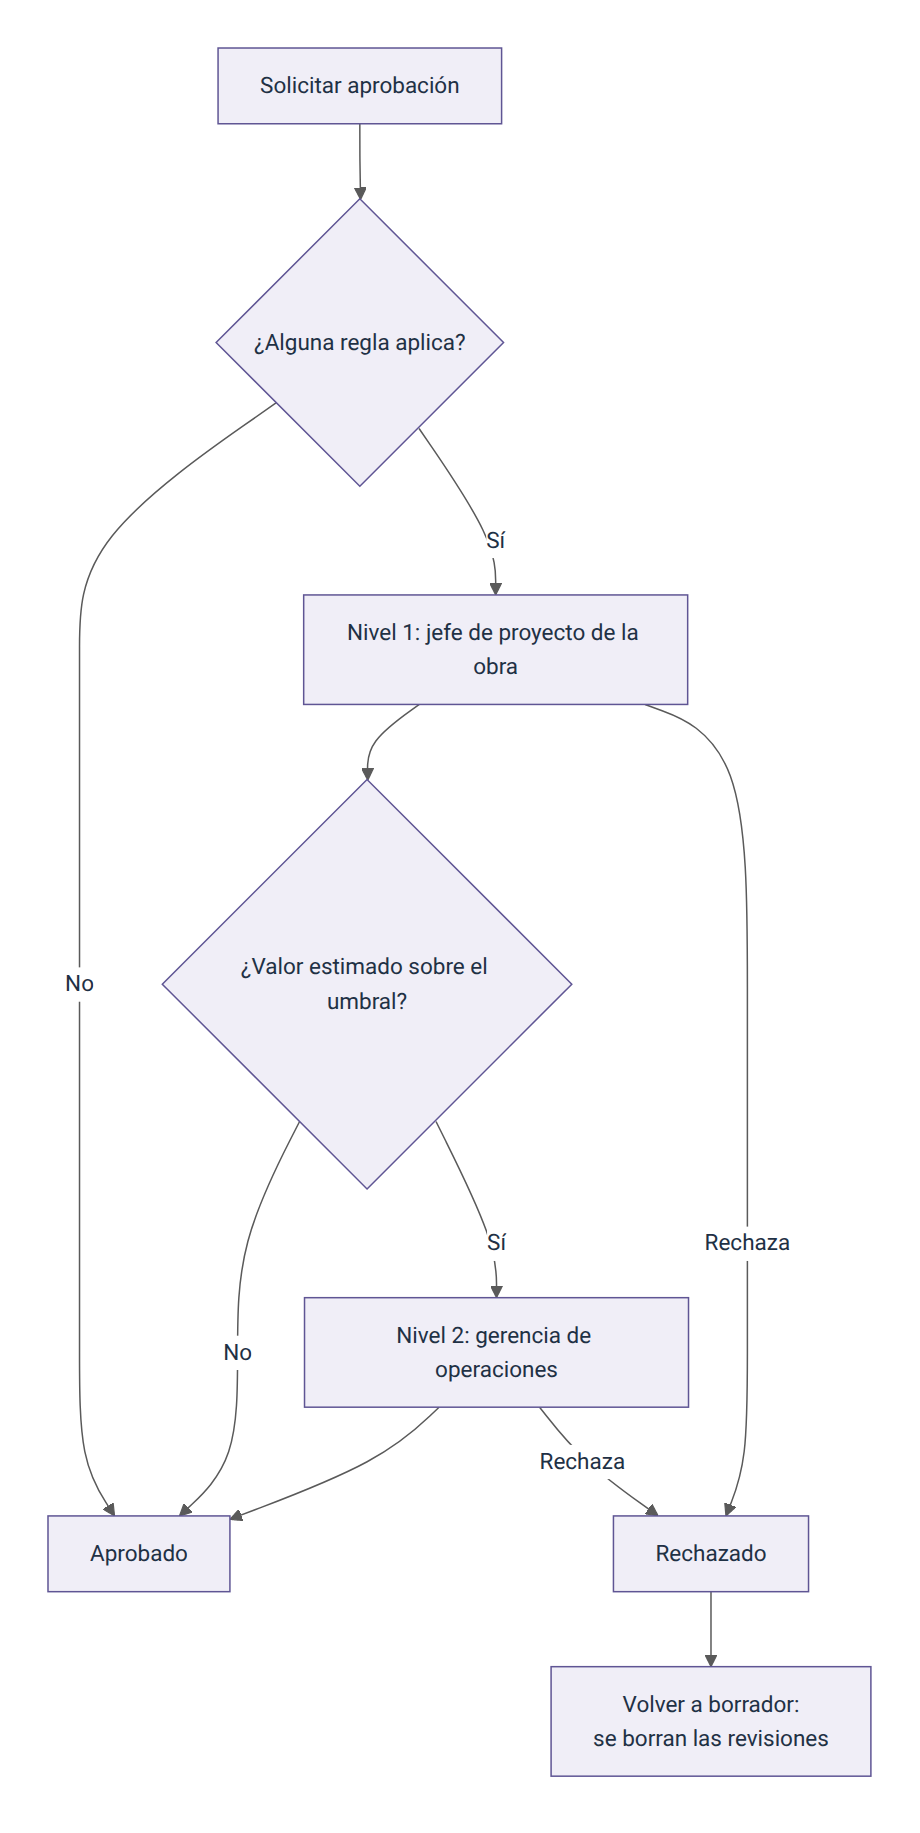 Solicitar aprobación
¿Alguna regla aplica?
Sí
Nivel 1: jefe de proyecto de la
obra
¿Valor estimado sobre el
umbral?
No
Sí
Rechaza
Nivel 2: gerencia de
operaciones
No
Rechaza
Aprobado
Rechazado
Volver a borrador:
se borran las revisiones